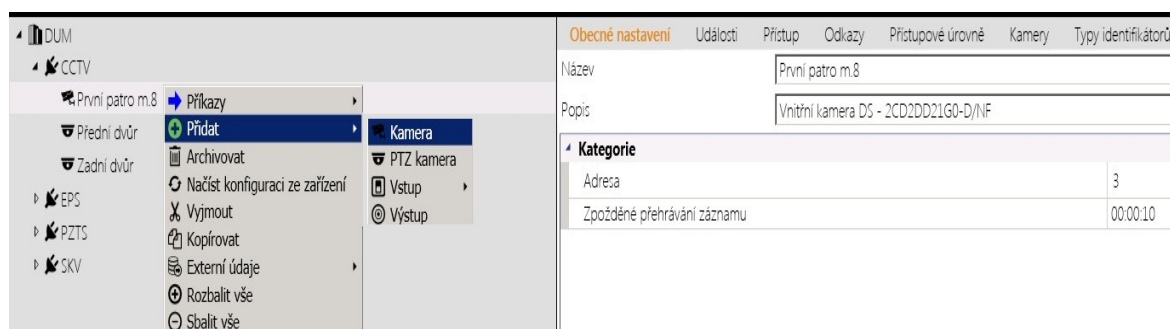 DUM
CCTV
První patro m.8
Přední dvůr
Zadní dvůr
EPS
PZTS
SKV
Příkazy
Přidat
Archivovat
Načíst konfiguraci ze zařízení
Vyjmout
Kopírovat
Externí údaje
Rozbalit vše
Sbalit vše
Kamera
PTZ kamera
Vstup
Výstup
Obecné nastavení Události Přístup Odkazy Přístupové úrovně Kamery Typy identifikátorů
Název První patro m.8
Popis Vnitřní kamera DS - 2CD2DD21G0-D/NF
Kategorie
Adresa 3
Zpožděné přehrávání záznamu 00:00:10